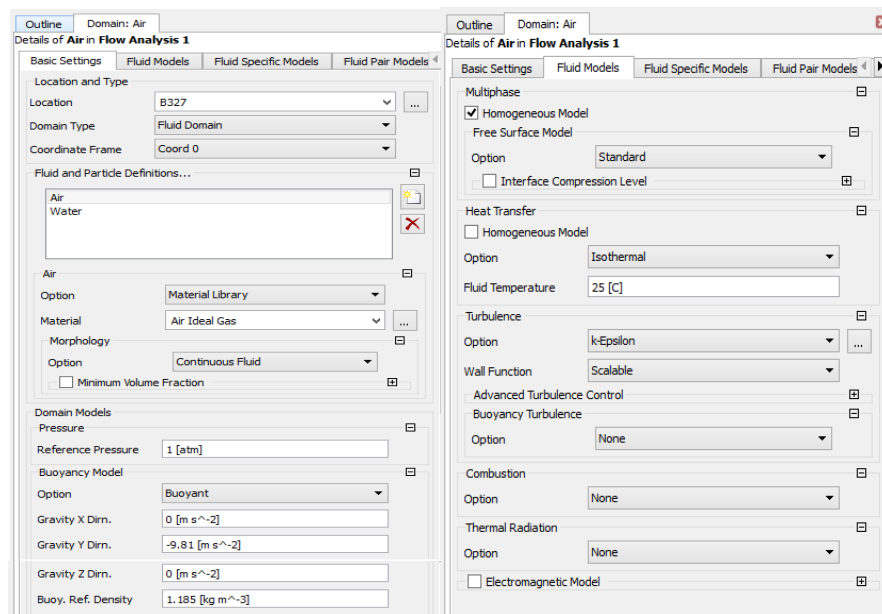 Outline Domain: Air
Details of Air in Flow Analysis 1
Basic Settings Fluid Models Fluid Specific Models Fluid Pair Models
Location and Type
Location B327 ...
Domain Type Fluid Domain
Coordinate Frame Coord 0
Fluid and Particle Definitions...
Air
Water
Air
Option Material Library
Material Air Ideal Gas ...
Morphology
Option Continuous Fluid
Minimum Volume Fraction
Domain Models
Pressure
Reference Pressure 1 [atm]
Buoyancy Model
Option Buoyant
Gravity X Dirn. 0 [m s^-2]
Gravity Y Dirn. -9.81 [m s^-2]
Gravity Z Dirn. 0 [m s^-2]
Buoy. Ref. Density 1.185 [kg m^-3]
Outline Domain: Air
Details of Air in Flow Analysis 1
Basic Settings Fluid Models Fluid Specific Models Fluid Pair Models
Multiphase
Homogeneous Model
Free Surface Model
Option Standard
Interface Compression Level
Heat Transfer
Homogeneous Model
Option Isothermal
Fluid Temperature 25 [C]
Turbulence
Option k-Epsilon ...
Wall Function Scalable
Advanced Turbulence Control
Buoyancy Turbulence
Option None
Combustion
Option None
Thermal Radiation
Option None
Electromagnetic Model